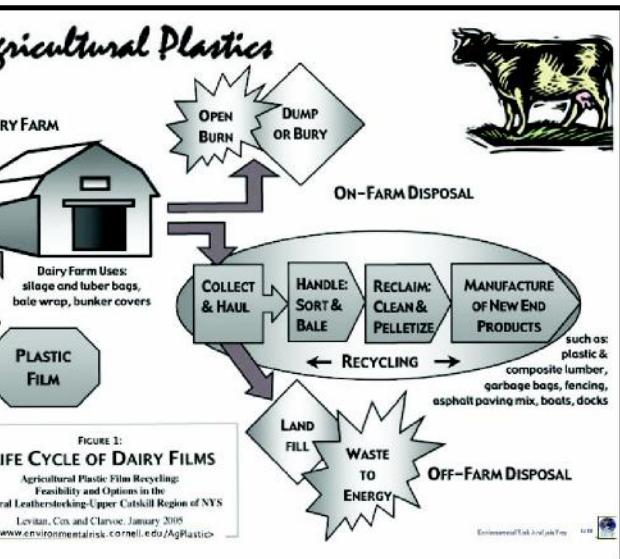 gricultural Plastics
RY FARM
OPEN
BURN
DUMP
OR BURY
ON-FARM DISPOSAL
Dairy Farm Uses:
silage and tuber bags,
bale wrap, bunker covers
COLLECT
& HAUL
HANDLE:
SORT &
BALE
RECLAIM:
CLEAN &
PELLETIZE
MANUFACTURE
OF NEW END
PRODUCTS
RECYCLING
such as:
plastic &
composite lumber,
garbage bags, fencing,
asphalt paving mix, boats, docks
PLASTIC
FILM
LAND
FILL
WASTE
TO
ENERGY
OFF-FARM DISPOSAL
FIGURE 1:
IFE CYCLE OF DAIRY FILMS
Agricultural Plastic Film Recycling:
Feasibility and Options in the
ral Leatherstocking-Upper Catskill Region of NYS
Levitan, Cox and Clarvoe, January 2005
www.environmentalrisk.cornell.edu/AgPlastic>